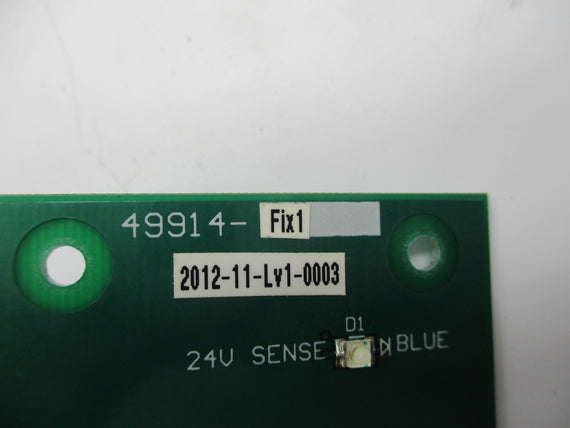 49914- Fix1
2012-11-Lv1-0003
D1
24V SENSE BLUE